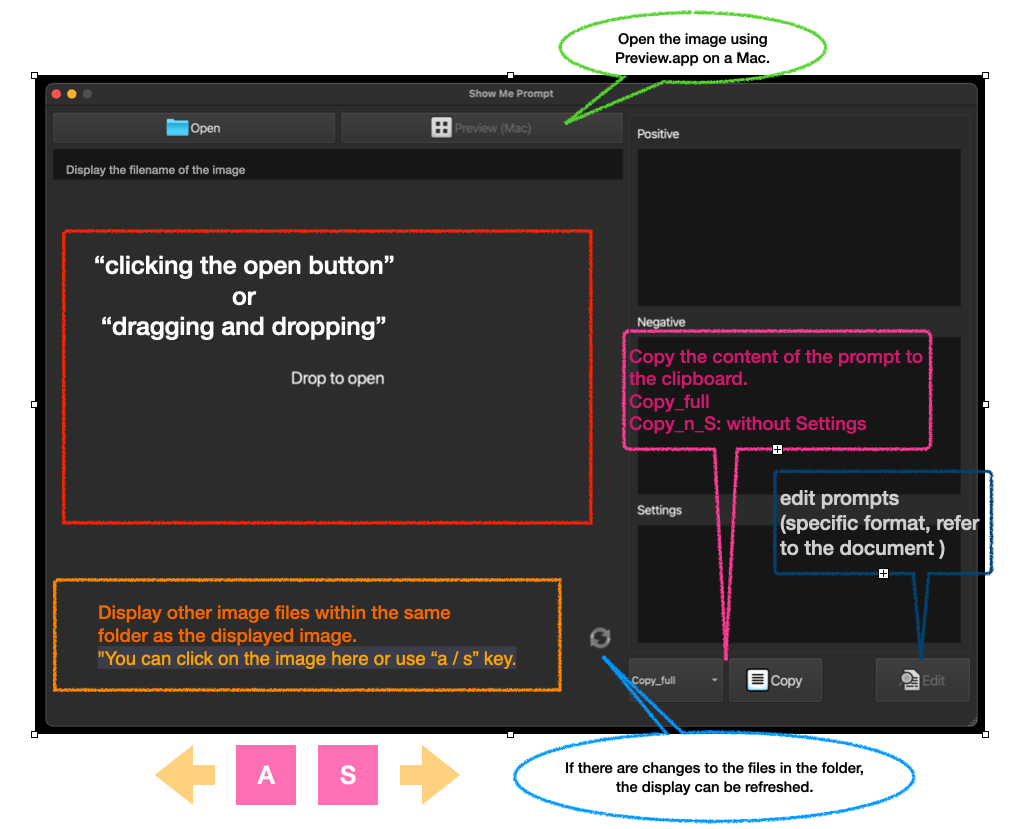 Open the image using
Preview.app on a Mac.
Show Me Prompt
Open
Preview (Mac)
Display the filename of the image
Positive
“clicking the open button”
or
“dragging and dropping”
Drop to open
Negative
Copy the content of the prompt to
the clipboard.
Copy_full
Copy_n_S: without Settings
edit prompts
(specific format, refer
to the document )
Settings
Display other image files within the same
folder as the displayed image.
"You can click on the image here or use “a / s” key.
Copy_full
Copy
Edit
A
S
If there are changes to the files in the folder,
the display can be refreshed.